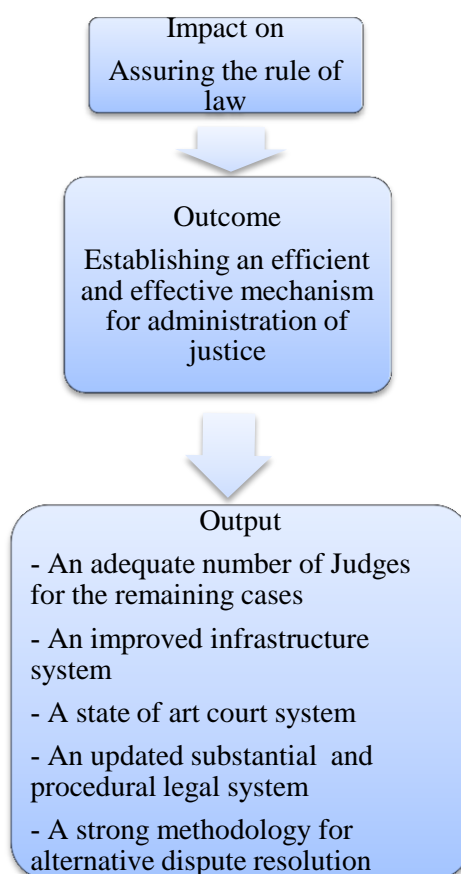 Impact on
Assuring the rule of
law
Outcome
Establishing an efficient
and effective mechanism
for administration of
justice
Output
- An adequate number of Judges
for the remaining cases
- An improved infrastructure
system
- A state of art court system
- An updated substantial and
procedural legal system
- A strong methodology for
alternative dispute resolution